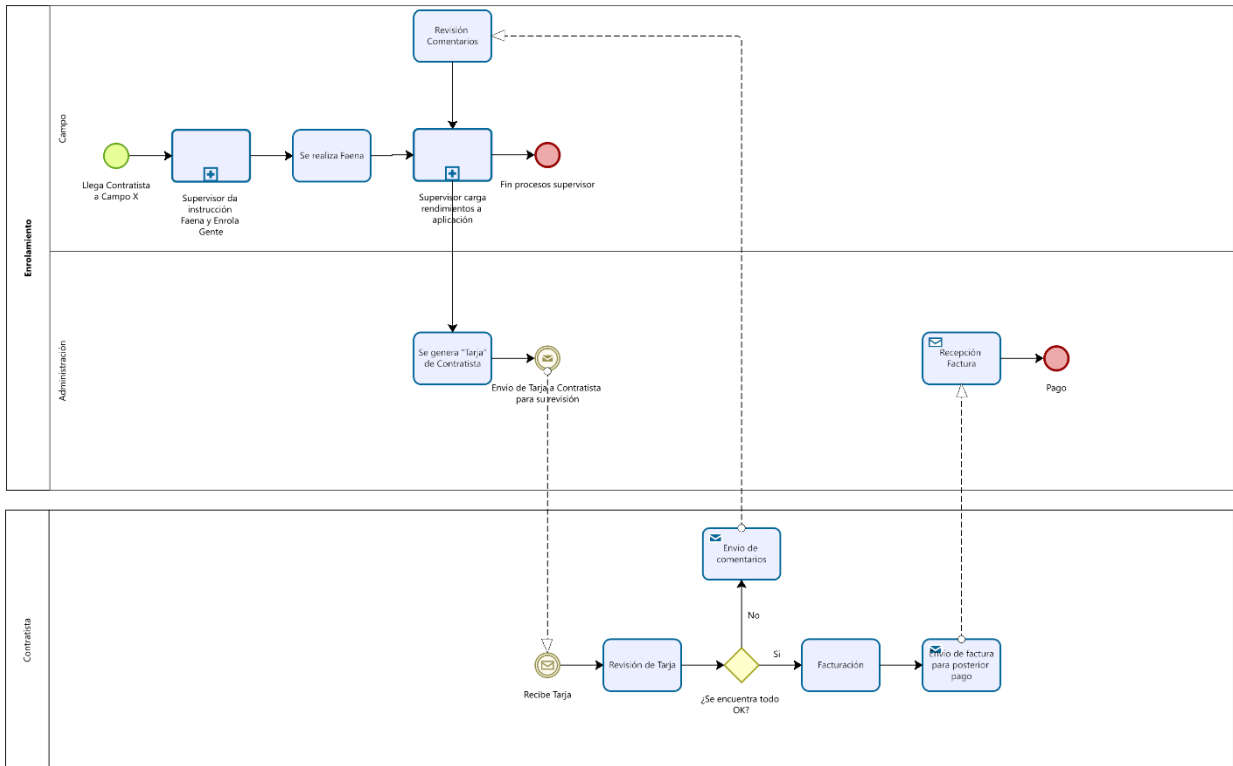 Enrolamiento
Campo
Revisión
Comentarios
Llega Contratista
a Campo X
Supervisor da
instrucción
Faena y Enrola
Gente
Se realiza Faena
Supervisor carga
rendimientos a
aplicación
Fin procesos supervisor
Administración
Se genera "Tarja"
de Contratista
Envío de Tarja a Contratista
para su revisión
Recepción
Factura
Pago
Contratista
Envio de
comentarios
No
Recibe Tarja
Revisión de Tarja
¿Se encuentra todo
OK?
Si
Facturación
Envío de factura
para posterior
pago